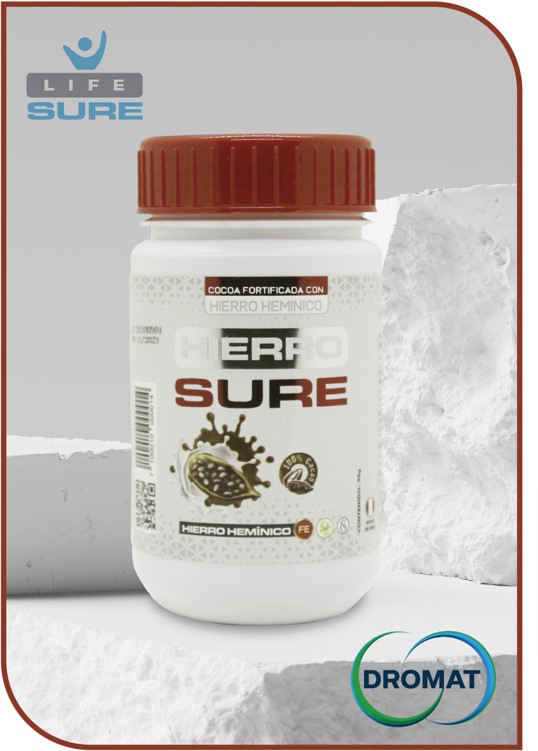 LIFE
SURE
COCOA FORTIFICADA CON
HIERRO HEMINICO
HIERRO
SURE
100% CACAO
HIERRO HEMÍNICO
FE
DROMAT